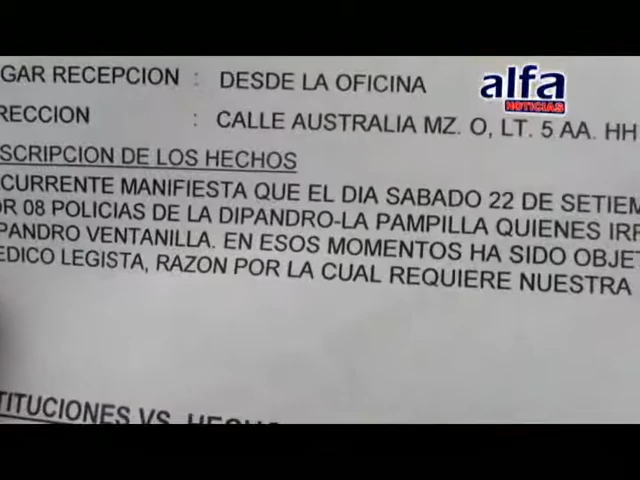 alfa
NOTICIAS
GAR RECEPCION : DESDE LA OFICINA
RECCION : CALLE AUSTRALIA MZ. O, LT. 5 AA. HH
SCRIPCION DE LOS HECHOS
CURRENTE MANIFIESTA QUE EL DIA SABADO 22 DE SETIEM
OR 08 POLICIAS DE LA DIPANDRO-LA PAMPILLA QUIENES IRR
PANDRO VENTANILLA. EN ESOS MOMENTOS HA SIDO OBJET
EDICO LEGISTA, RAZON POR LA CUAL REQUIERE NUESTRA
TITUCIONES VS. HECHO